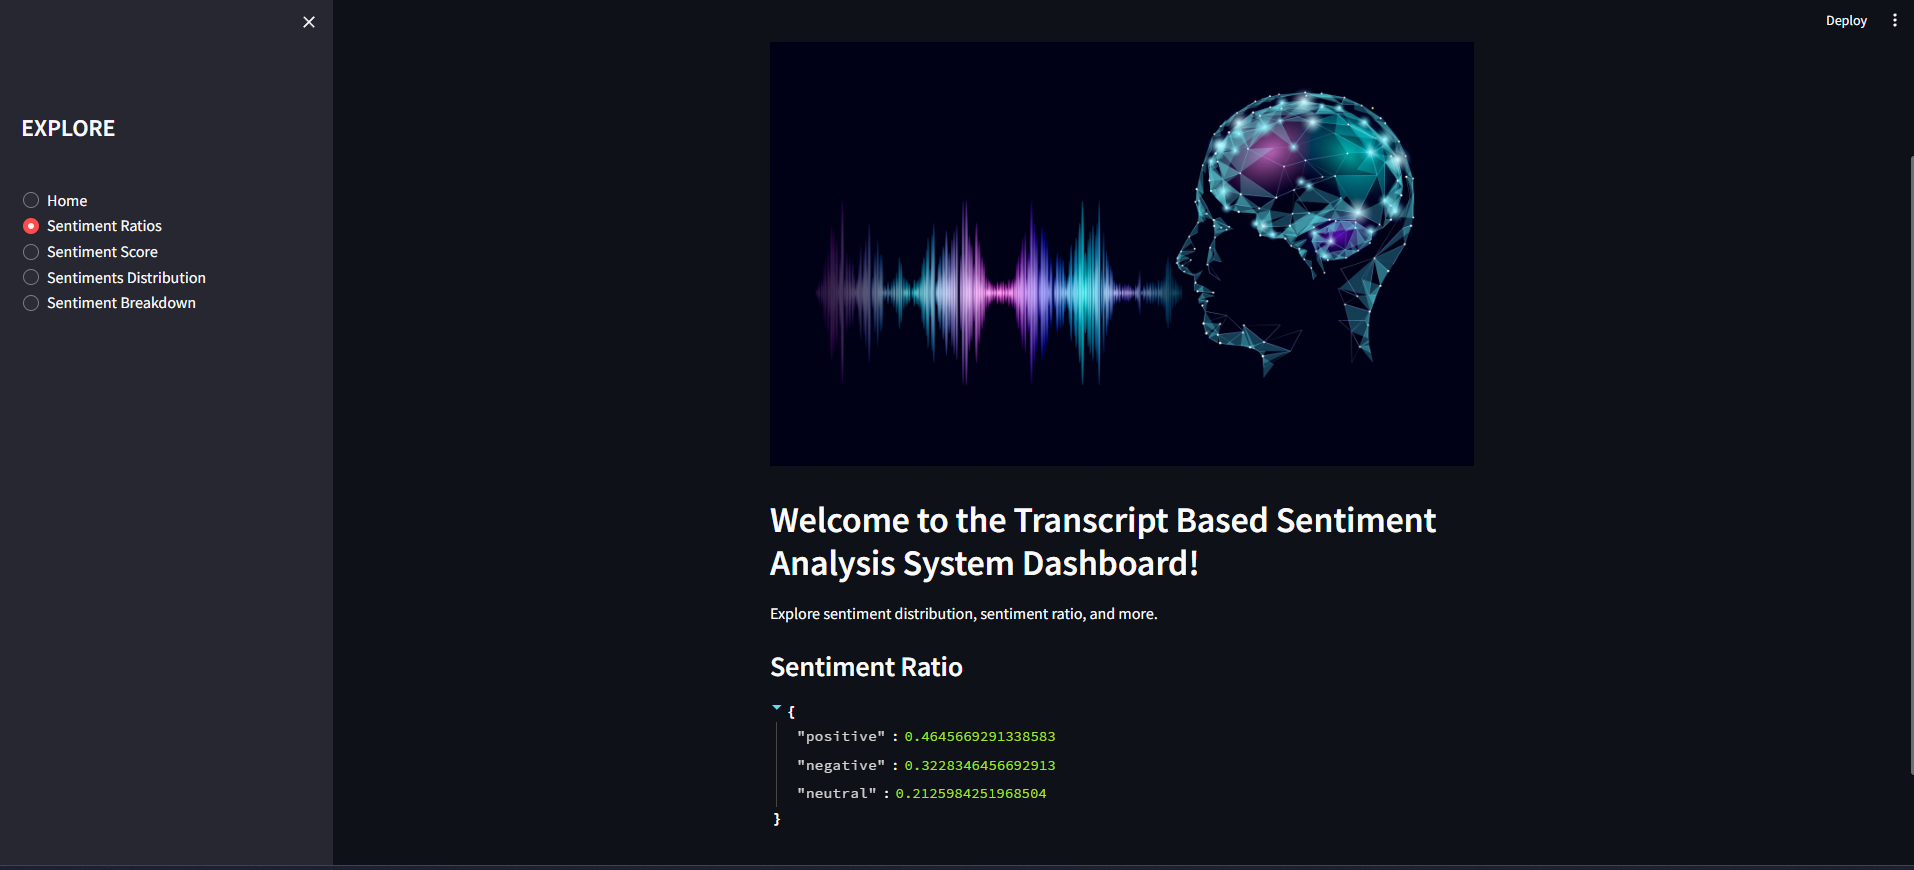 Deploy
EXPLORE
Home
Sentiment Ratios
Sentiment Score
Sentiments Distribution
Sentiment Breakdown
Welcome to the Transcript Based Sentiment
Analysis System Dashboard!
Explore sentiment distribution, sentiment ratio, and more.
Sentiment Ratio
{
"positive" : 0.4645669291338583
"negative" : 0.3228346456692913
"neutral" : 0.2125984251968504
}